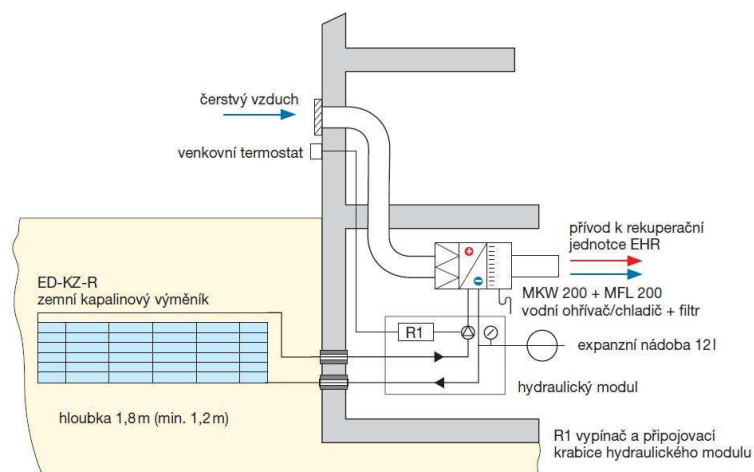 čerstvý vzduch
venkovní termostat
přívod k rekuperační
jednotce EHR
ED-KZ-R
zemní kapalinový výměník
MKW 200 + MFL 200
vodní ohřívač/chladič + filtr
R1
expanzní nádoba 12 l
hydraulický modul
hloubka 1,8 m (min. 1,2 m)
R1 vypínač a připojovací
krabice hydraulického modulu